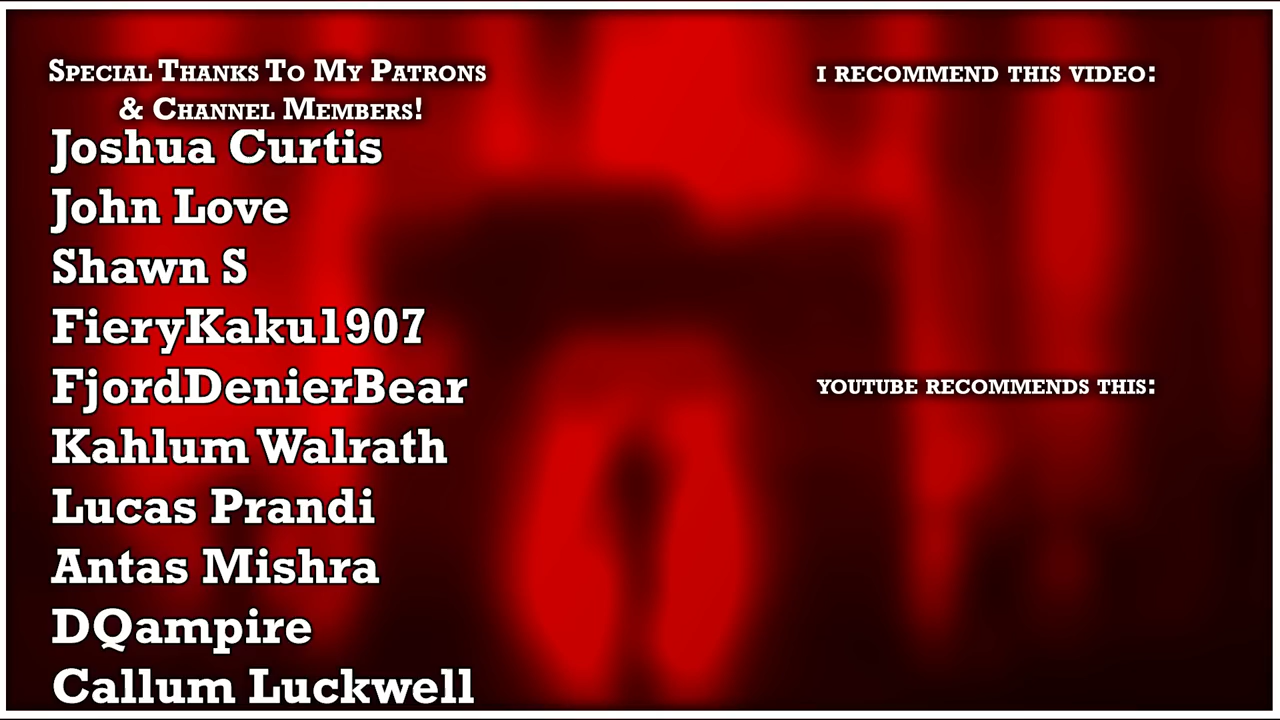 Special Thanks To My Patrons
& Channel Members!
Joshua Curtis
John Love
Shawn S
FieryKaku1907
FjordDenierBear
Kahlum Walrath
Lucas Prandi
Antas Mishra
DQampire
Callum Luckwell
I RECOMMEND THIS VIDEO:
YOUTUBE RECOMMENDS THIS: